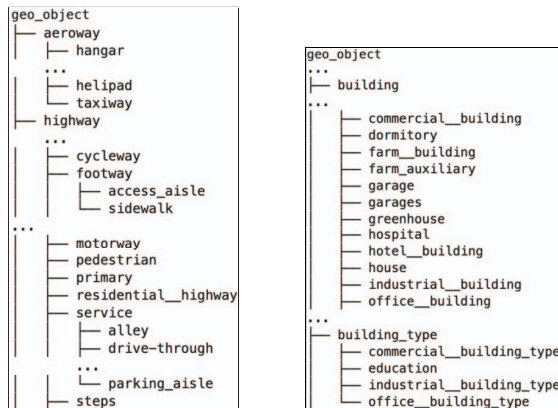 geo_object
├── aeroway
│   ├── hangar
    ...
│   ├── helipad
│   └── taxiway
├── highway
    ...
│   ├── cycleway
│   ├── footway
│   │   ├── access_aisle
│   │   └── sidewalk
...
│   ├── motorway
│   ├── pedestrian
│   ├── primary
│   ├── residential__highway
│   ├── service
│   │   ├── alley
│   │   ├── drive-through
        ...
│   │   └── parking_aisle
│   ├── steps
geo_object
...
├── building
...
│   ├── commercial__building
│   ├── dormitory
│   ├── farm__building
│   ├── farm_auxiliary
│   ├── garage
│   ├── garages
│   ├── greenhouse
│   ├── hospital
│   ├── hotel__building
│   ├── house
│   ├── industrial__building
│   ├── office__building
...
├── building_type
│   ├── commercial__building_type
│   ├── education
│   ├── industrial__building_type
│   └── office__building_type